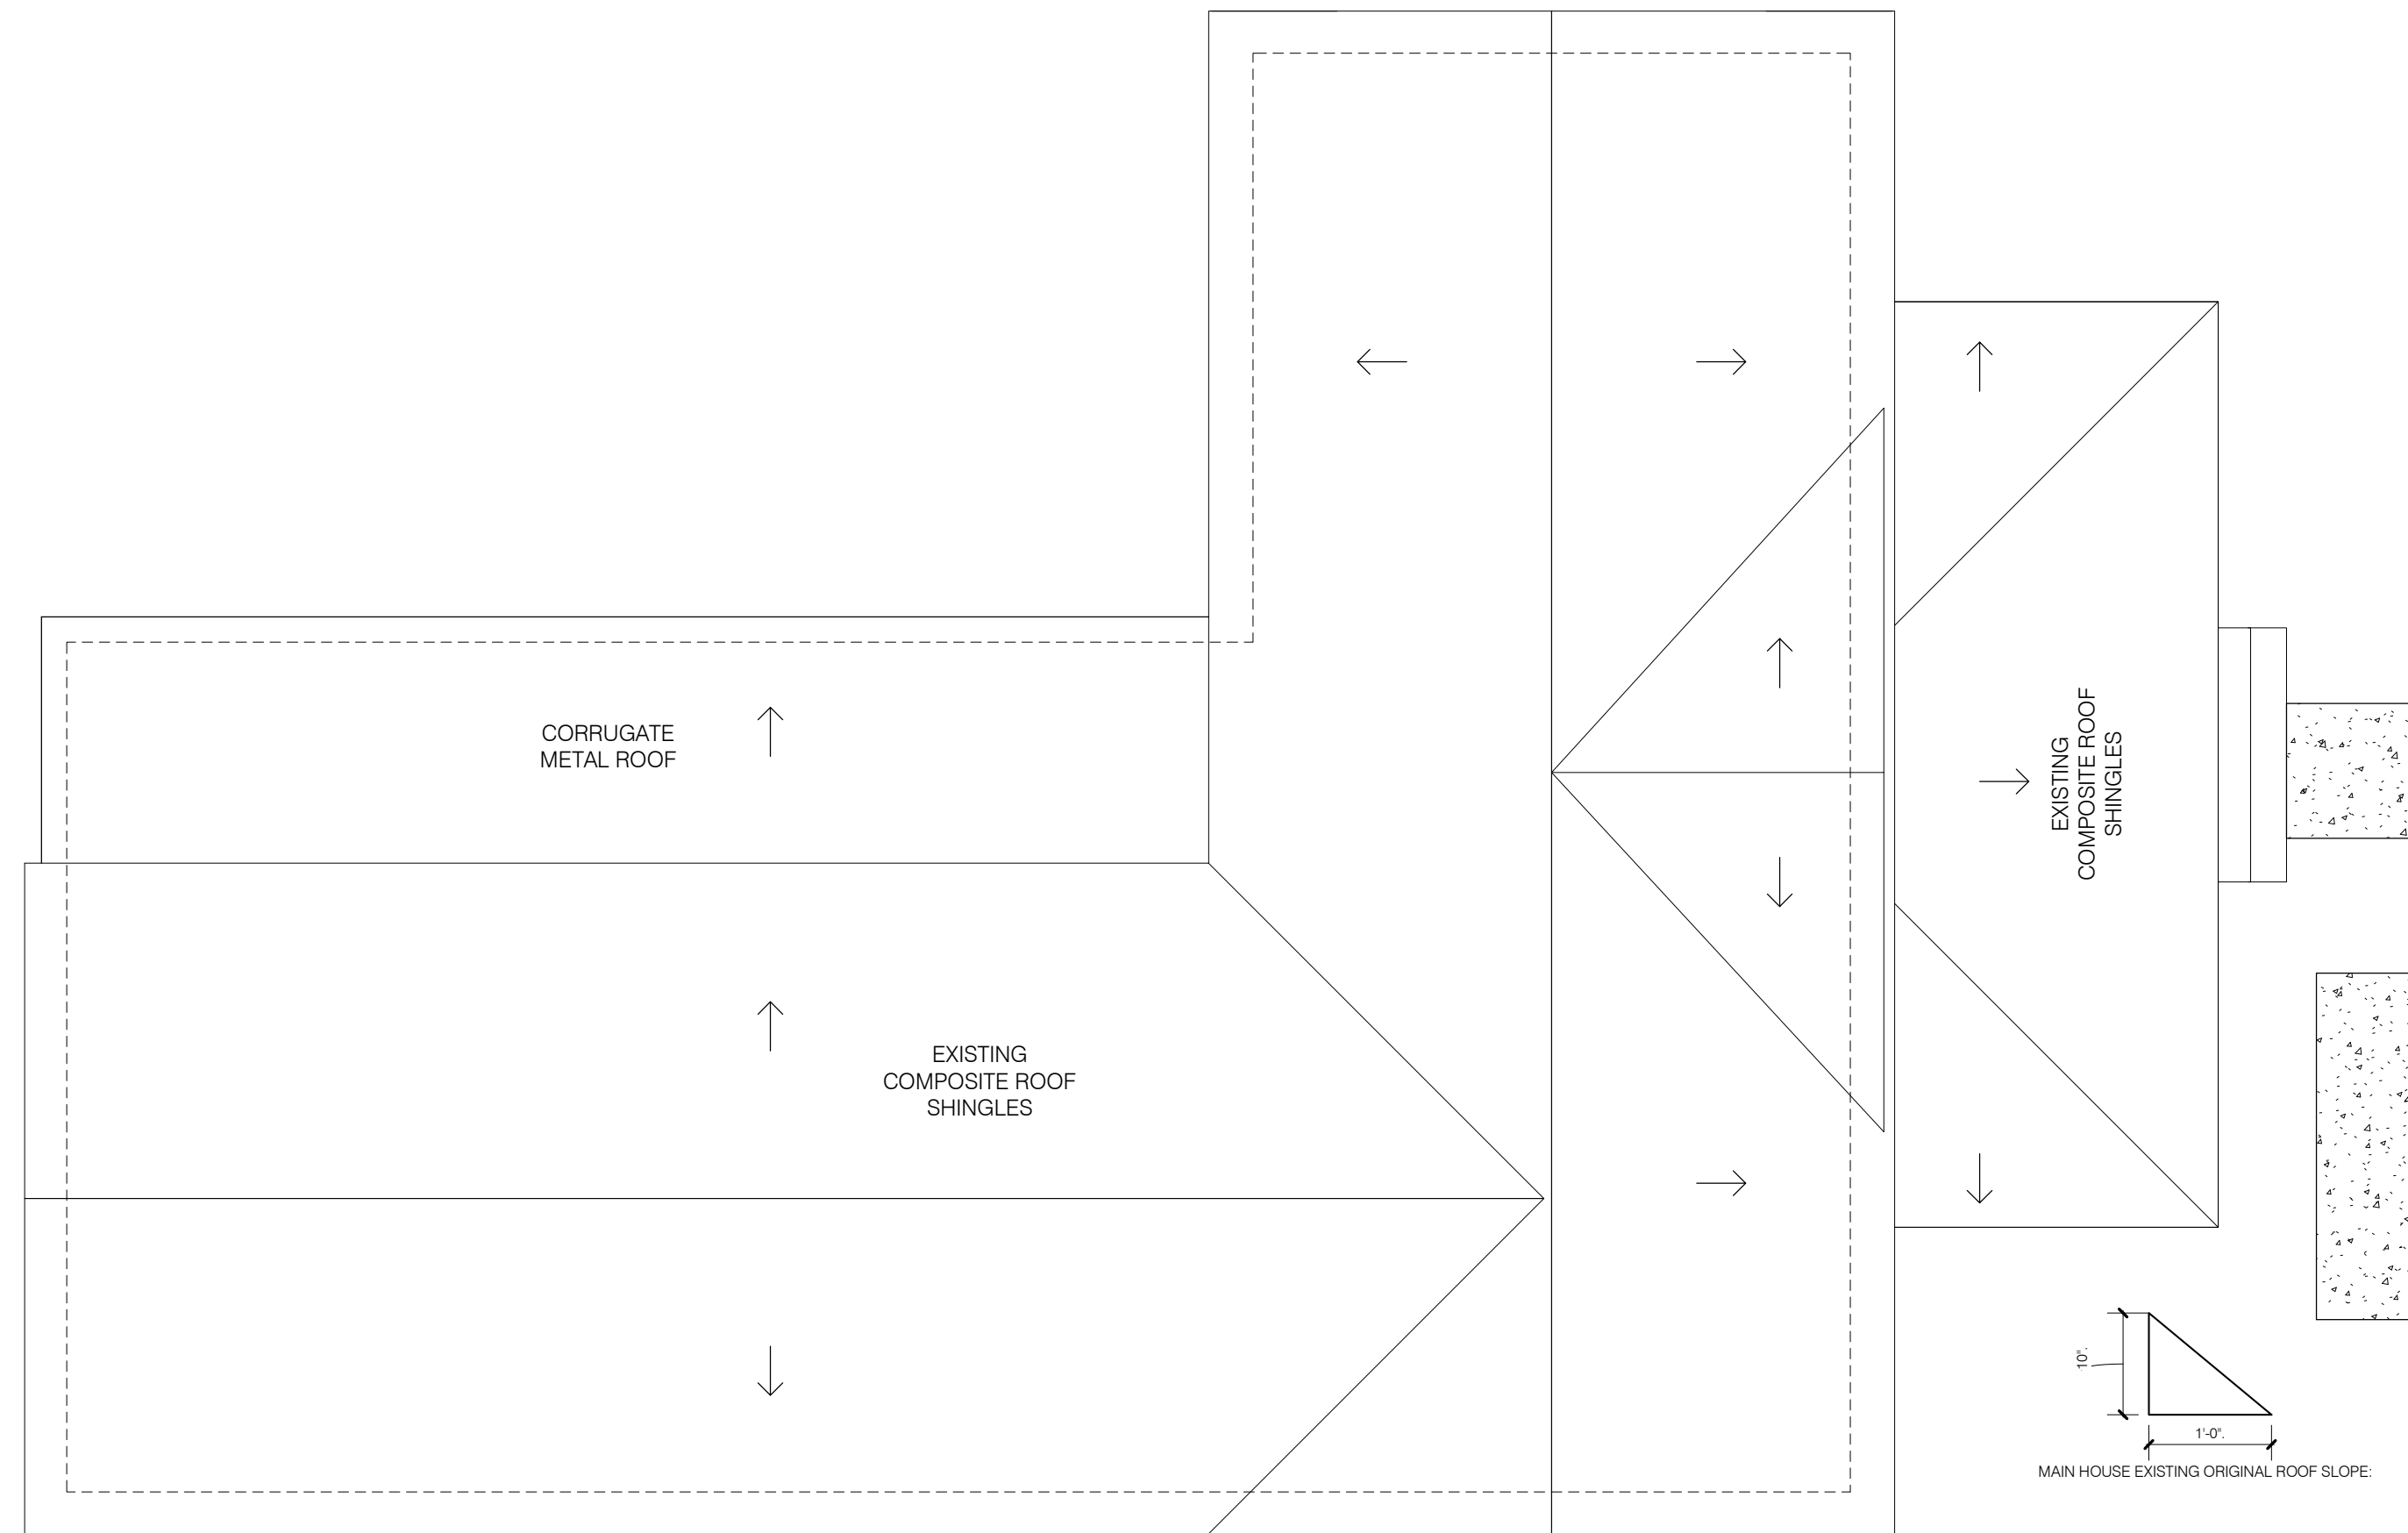 CORRUGATE
METAL ROOF
EXISTING
COMPOSITE ROOF
SHINGLES
EXISTING
COMPOSITE ROOF
SHINGLES
10".
1'-0".
MAIN HOUSE EXISTING ORIGINAL ROOF SLOPE: